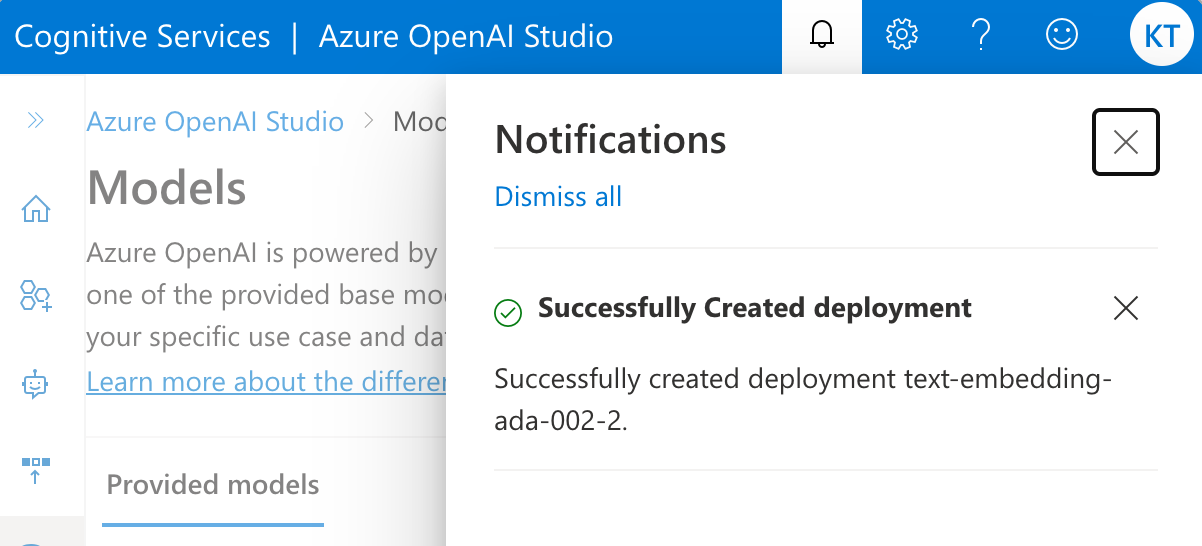 Cognitive Services | Azure OpenAI Studio
KT
Azure OpenAI Studio > Mod
Models
Azure OpenAI is powered by
one of the provided base mo
your specific use case and da
Learn more about the differe
Provided models
Notifications
Dismiss all
Successfully Created deployment
Successfully created deployment text-embedding-
ada-002-2.